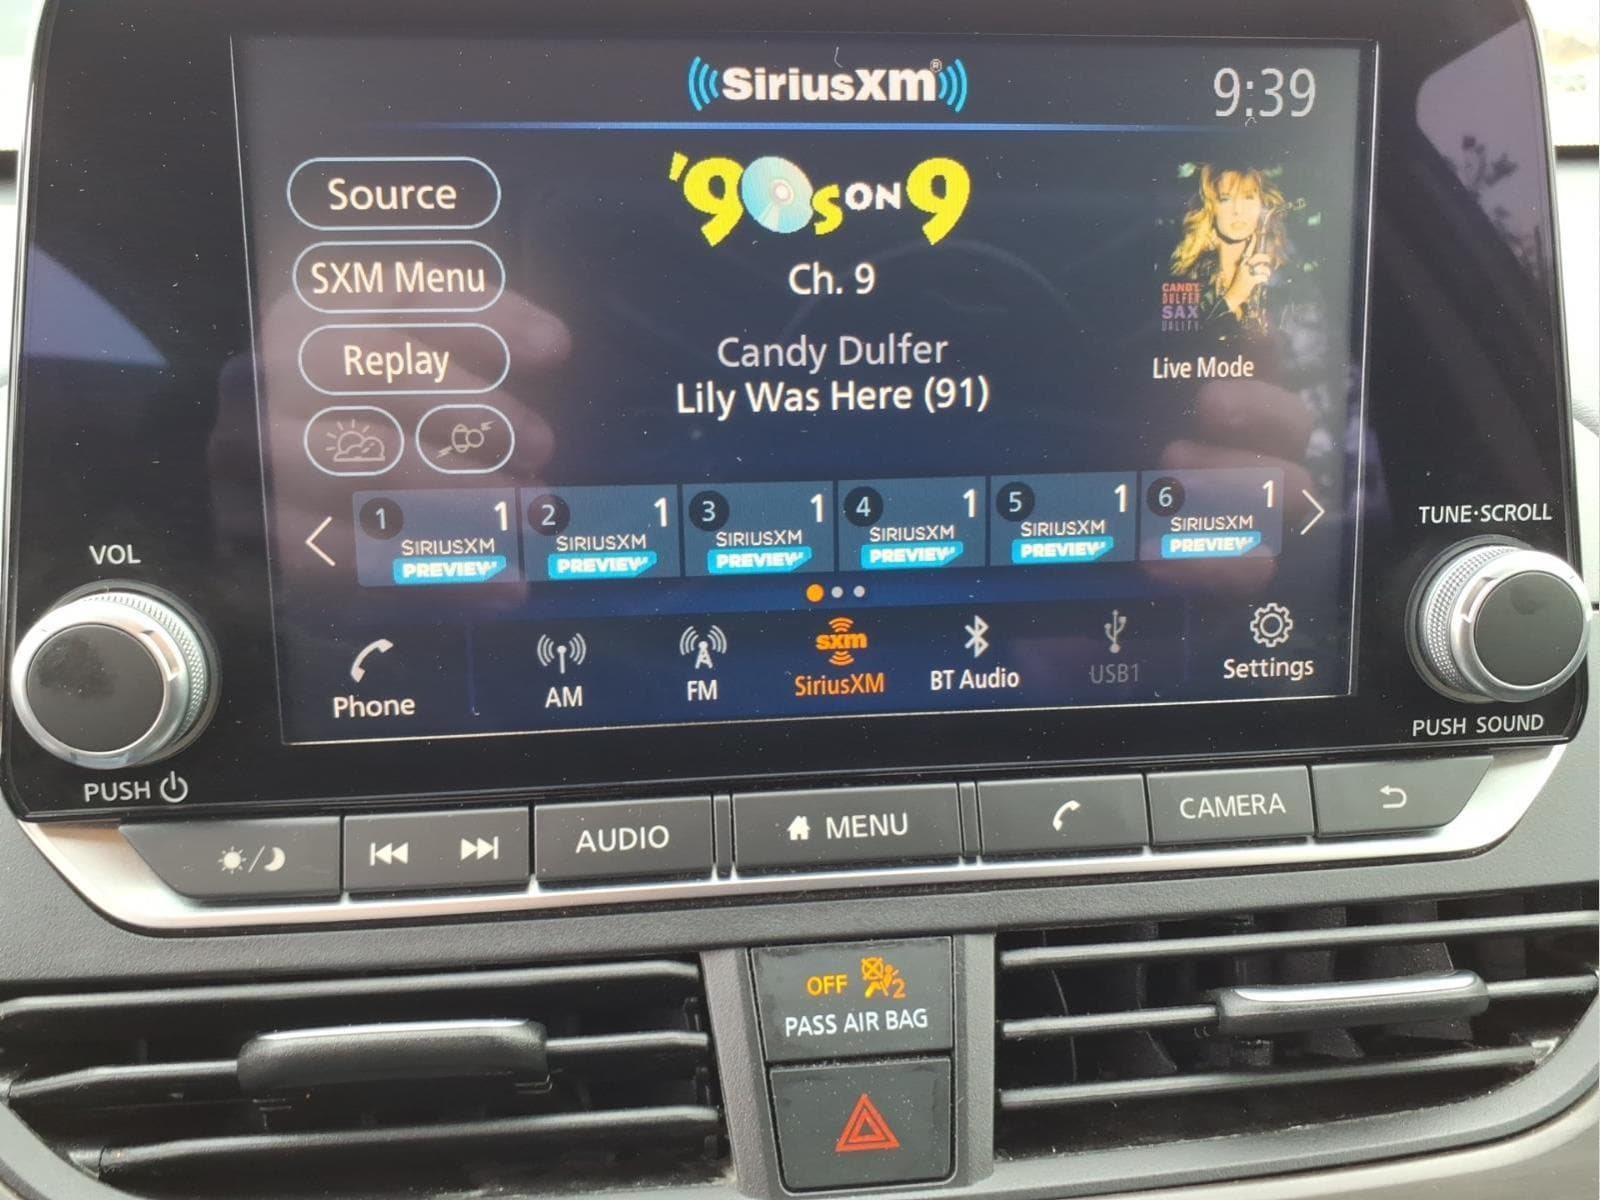 SiriusXM®
9:39
Source
SXM Menu
Replay
'90s ON 9
Ch. 9
Candy Dulfer
Lily Was Here (91)
CANDY
DULFER
SAX
UALITY
Live Mode
1 1
SIRIUSXM
PREVIEW
2 1
SIRIUSXM
PREVIEW
3 1
SIRIUSXM
PREVIEW
4 1
SIRIUSXM
PREVIEW
5 1
SIRIUSXM
PREVIEW
6 1
SIRIUSXM
PREVIEW
Phone
AM
FM
sxm
SiriusXM
BT Audio
USB1
Settings
VOL
PUSH
TUNE·SCROLL
PUSH SOUND
AUDIO
MENU
CAMERA
OFF 2
PASS AIR BAG